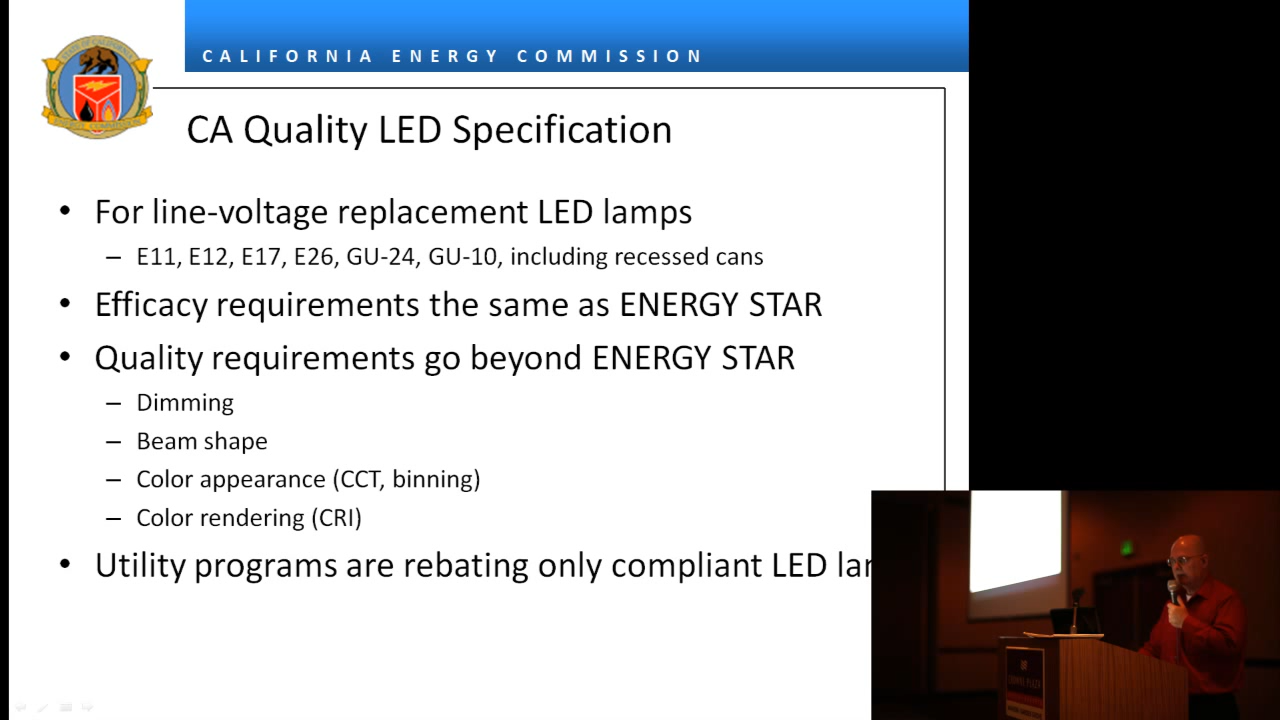 CALIFORNIA ENERGY COMMISSION
CA Quality LED Specification
• For line-voltage replacement LED lamps
– E11, E12, E17, E26, GU-24, GU-10, including recessed cans
• Efficacy requirements the same as ENERGY STAR
• Quality requirements go beyond ENERGY STAR
– Dimming
– Beam shape
– Color appearance (CCT, binning)
– Color rendering (CRI)
• Utility programs are rebating only compliant LED